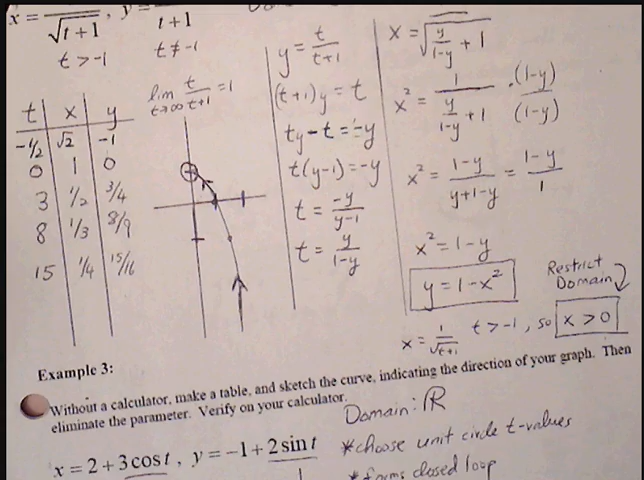 x = 1/√(t+1) , y = t/(t+1)
t > -1
t ≠ -1
t | x | y
-1/2 | √2 | -1
0 | 1 | 0
3 | 1/2 | 3/4
8 | 1/3 | 8/9
15 | 1/4 | 15/16
lim t→∞ t/(t+1) = 1
y = t/(t+1)
(t+1)y = t
ty - t = -y
t(y-1) = -y
t = -y/(y-1)
t = y/(1-y)
x = √(y/(1-y) + 1)
x² = 1/(y/(1-y) + 1) · (1-y)/(1-y)
x² = (1-y)/(y+1-y) = (1-y)/1
x² = 1-y
y = 1-x²
Restrict
Domain
x = 1/√(t+1) t > -1, so x > 0
Example 3:
Without a calculator, make a table, and sketch the curve, indicating the direction of your graph. Then
eliminate the parameter. Verify on your calculator.
Domain: ℝ
x = 2 + 3 cos t , y = -1 + 2 sin t
*choose unit circle t-values
*forms closed loop